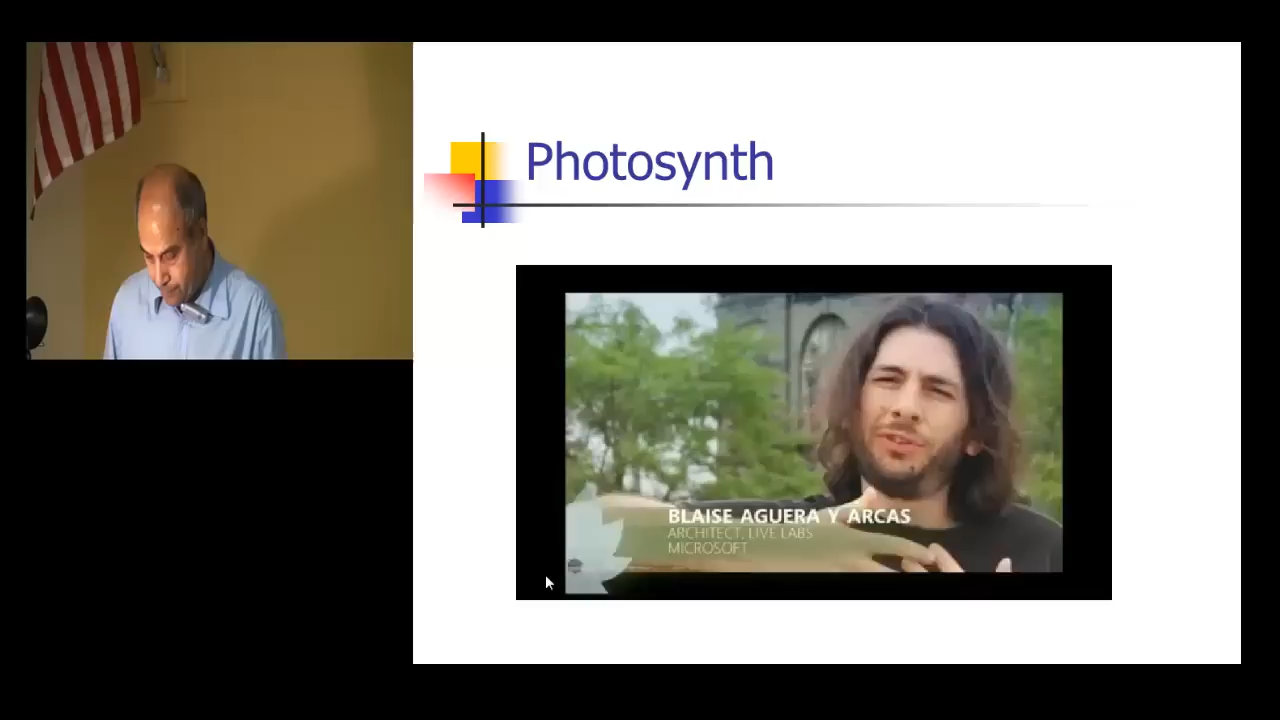 Photosynth
BLAISE AGUERA Y ARCAS
ARCHITECT, LIVE LABS
MICROSOFT